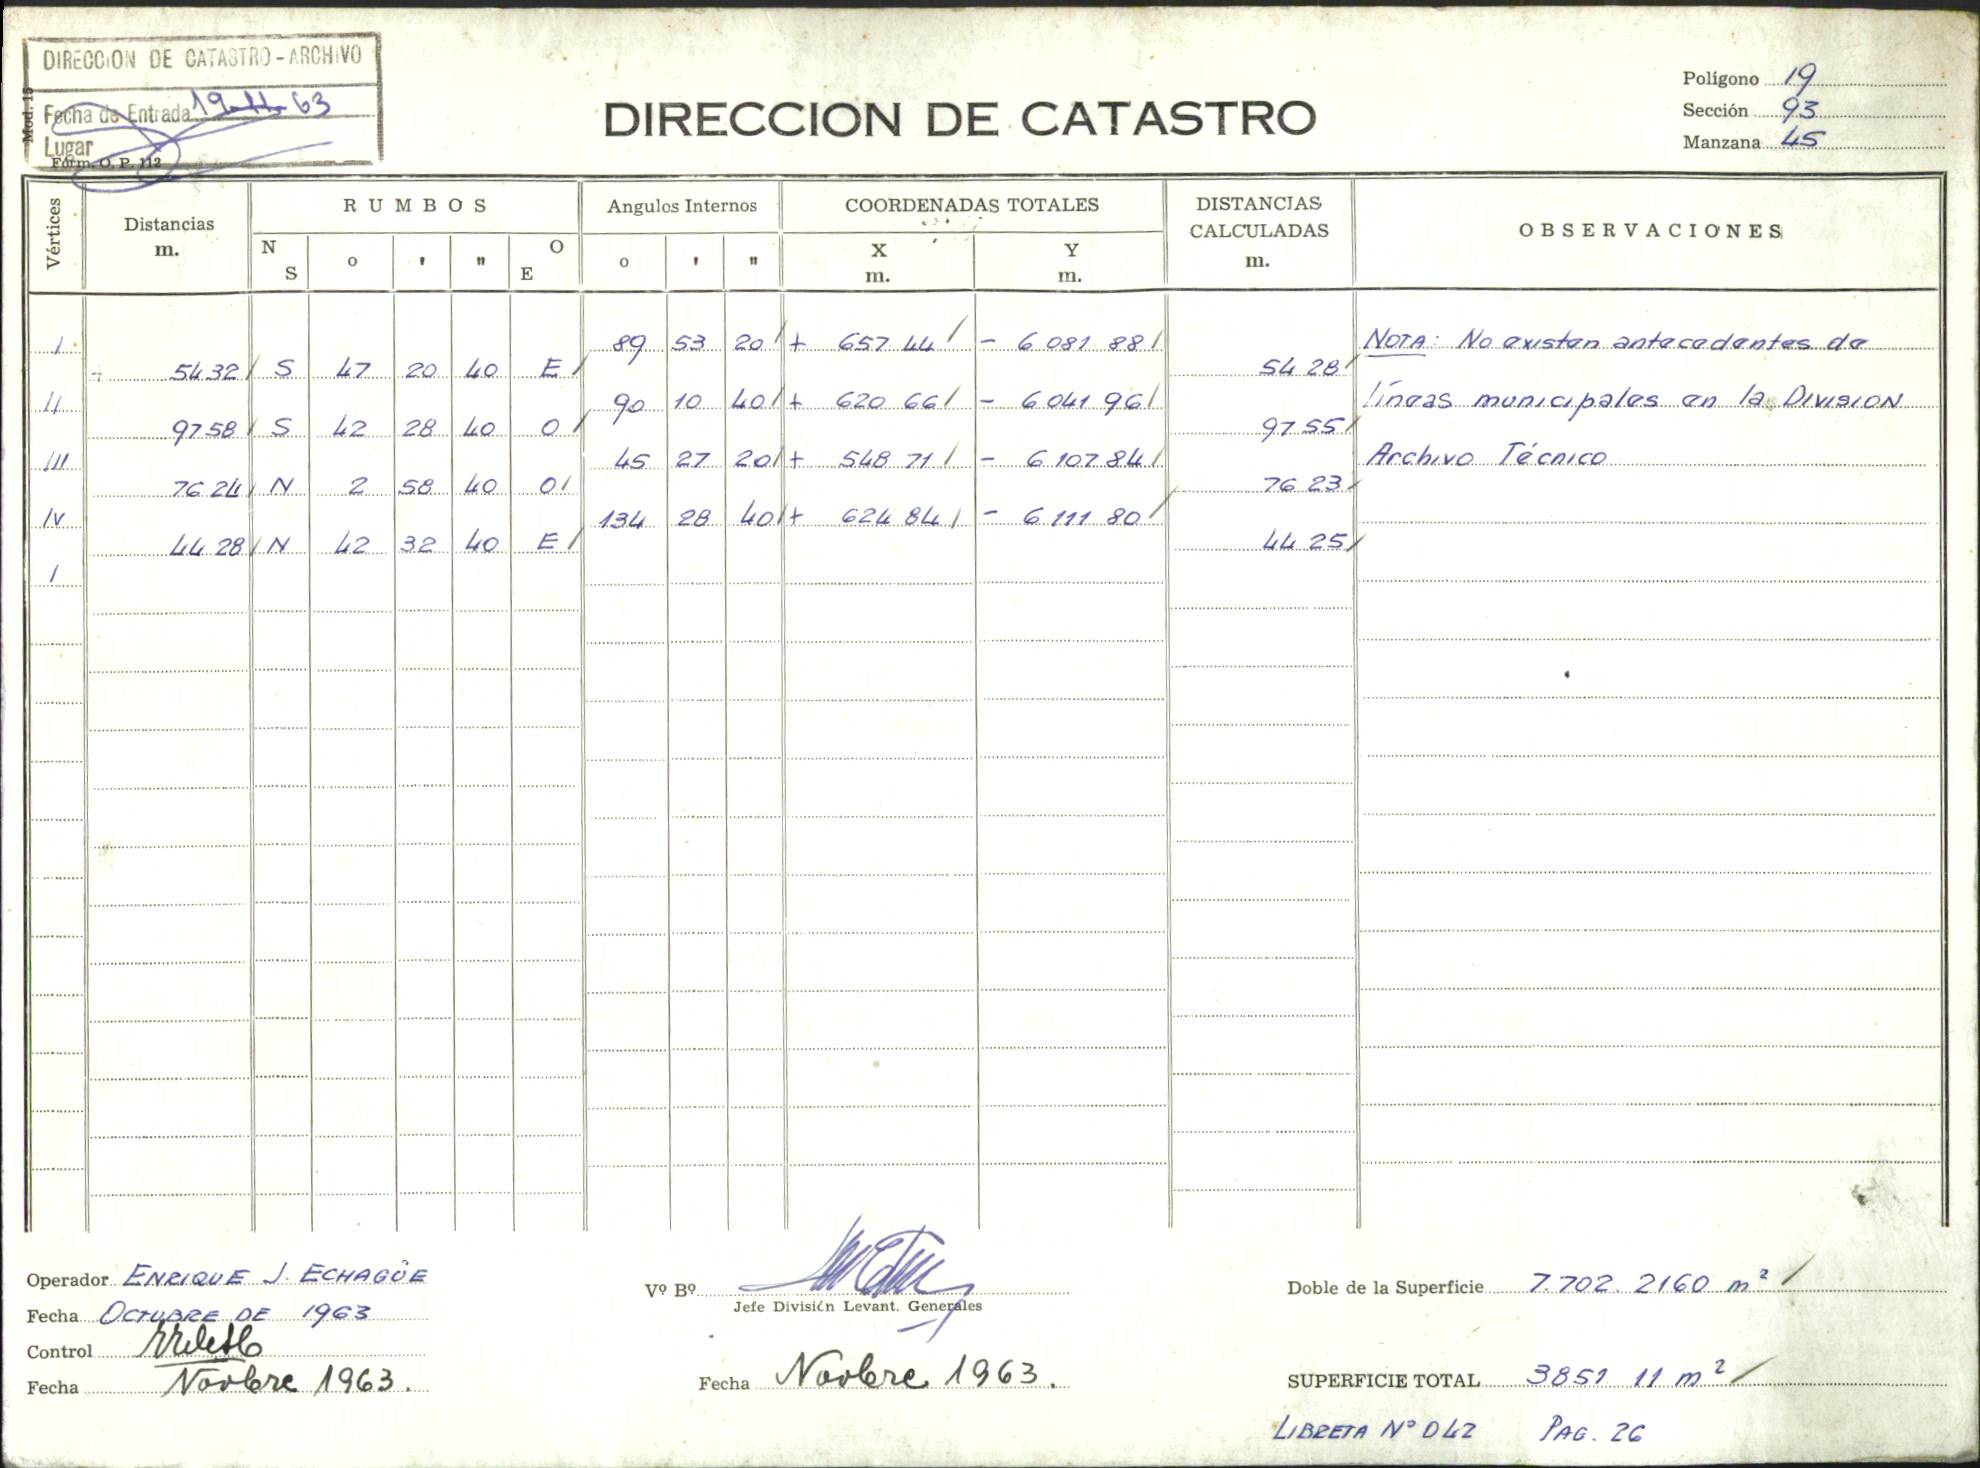 DIRECCION DE CATASTRO - ARCHIVO
Fecha de Entrada 19-11-63
Lugar
Mod. 15
Form. O. P. 112
DIRECCION DE CATASTRO
Polígono 19
Sección 93
Manzana 45
Vértices
Distancias m.
RUMBOS
N S
o ' "
O E
Angulos Internos
o ' "
COORDENADAS TOTALES
X m.
Y m.
DISTANCIAS CALCULADAS m.
OBSERVACIONES
I 89 53 20 + 657 44 - 6 081 88 NOTA: No existen antecedentes de
54 32 S 47 20 40 E 54 28
II 90 10 40 + 620 66 - 6 041 96 líneas municipales en la DIVISION
97 58 S 42 28 40 O 97 55
III 45 27 20 + 548 71 - 6 107 84 Archivo Técnico
76 24 N 2 58 40 O 76 23
IV 134 28 40 + 624 84 - 6 111 80
44 28 N 42 32 40 E 44 25
I
Operador ENRIQUE J. ECHAGÜE
Fecha OCTUBRE DE 1963
Control
Fecha Novbre 1963.
Vº Bº
Jefe División Levant. Generales
Fecha Novbre 1963.
Doble de la Superficie 7.702.2160 m²
SUPERFICIE TOTAL 3851 11 m²
LIBRETA Nº D42 PAG. 26